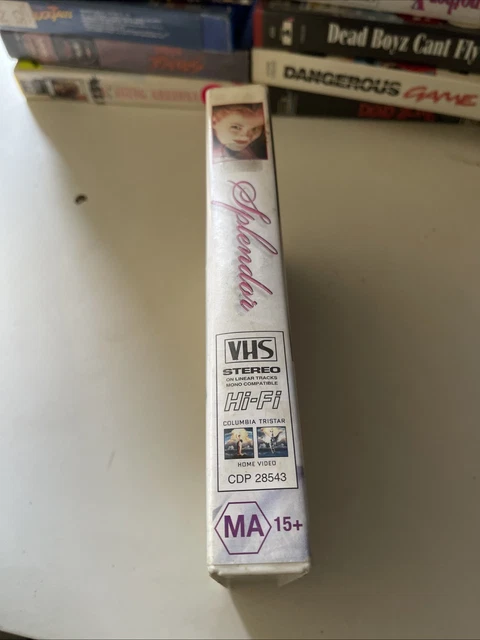 Dead Boyz Cant Fly
DANGEROUS GAME
Splendor
VHS
STEREO
ON LINEAR TRACKS
MONO COMPATIBLE
Hi-Fi
COLUMBIA TRISTAR
HOME VIDEO
CDP 28543
MA 15+